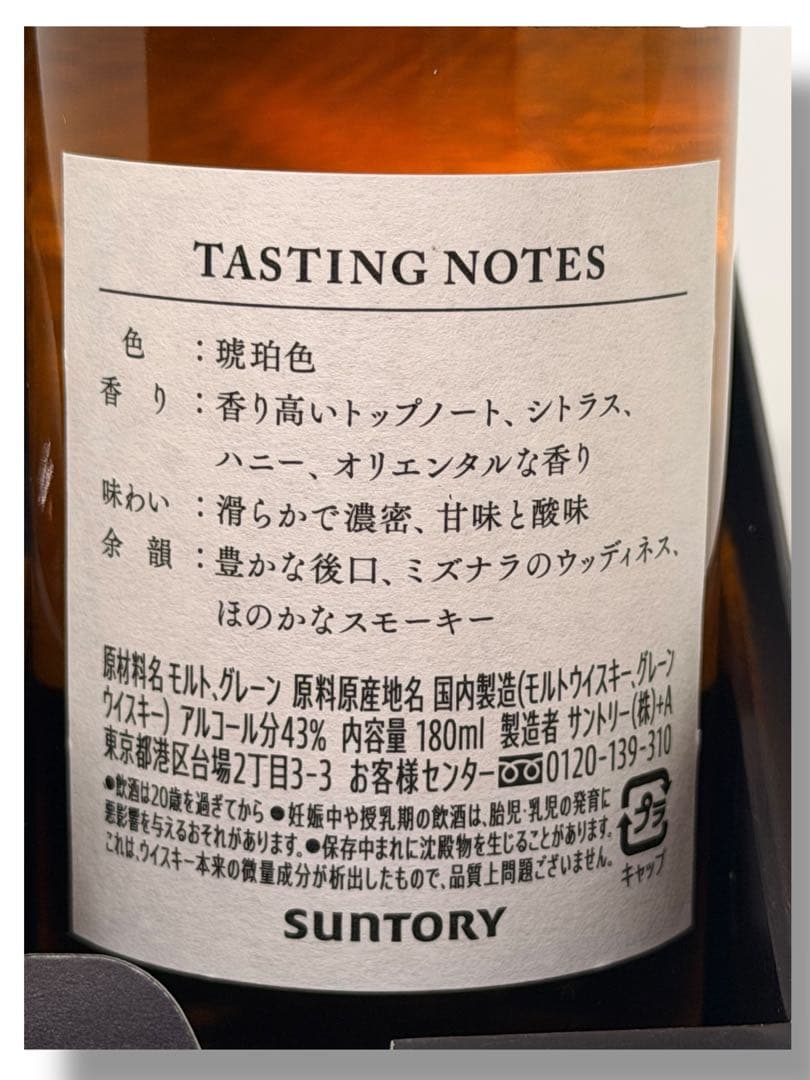 TASTING NOTES
色 : 琥珀色
香り : 香り高いトップノート、シトラス、
ハニー、オリエンタルな香り
味わい : 滑らかで濃密、甘味と酸味
余韻 : 豊かな後口、ミズナラのウッディネス、
ほのかなスモーキー
原材料名 モルト、グレーン 原料原産地名 国内製造(モルトウイスキー、グレーン
ウイスキー) アルコール分43% 内容量 180ml 製造者 サントリー(株)+A
東京都港区台場2丁目3-3 お客様センター 0120-139-310
●飲酒は20歳を過ぎてから ●妊娠中や授乳期の飲酒は、胎児・乳児の発育に
悪影響を与えるおそれがあります。●保存中まれに沈殿物を生じることがあります。
これは、ウイスキー本来の微量成分が析出したもので、品質上問題ございません。
プラ
キャップ
SUNTORY